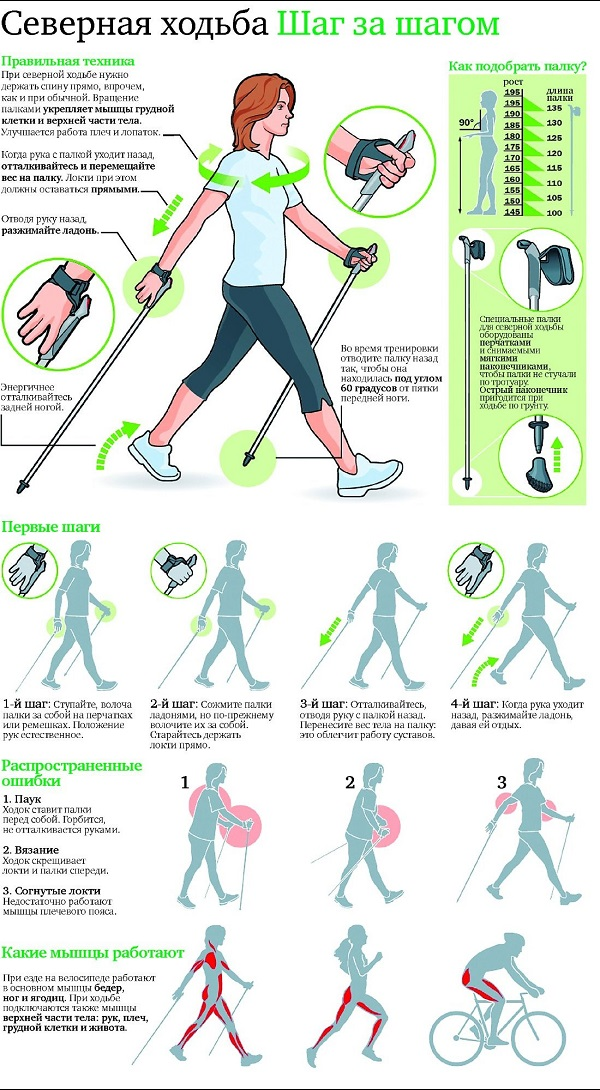 Северная ходьба Шаг за шагом
Правильная техника
При северной ходьбе нужно
держать спину прямо, впрочем,
как и при обычной. Вращение
палками укрепляет мышцы грудной
клетки и верхней части тела.
Улучшается работа плеч и лопаток.
Когда рука с палкой уходит назад,
отталкивайтесь и перемещайте
вес на палку. Локти при этом
должны оставаться прямыми.
Отводя руку назад,
разжимайте ладонь.
Энергичнее
отталкивайтесь
задней ногой.
Во время тренировки
отводите палку назад
так, чтобы она
находилась под углом
60 градусов от пятки
передней ноги.
Как подобрать палку?
рост
длина
палки
90°
195
195
190
185
180
175
170
165
160
155
150
145
135
130
125
120
115
110
105
100
Специальные палки
для северной ходьбы
оборудованы
перчатками
и снимаемыми
мягкими
наконечниками,
чтобы палки не стучали
по тротуару.
Острый наконечник
пригодится при
ходьбе по грунту.
Первые шаги
1-й шаг: Ступайте, волоча
палки за собой на перчатках
или ремешках. Положение
рук естественное.
2-й шаг: Сожмите палки
ладонями, но по-прежнему
волочите их за собой.
Старайтесь держать
локти прямо.
3-й шаг: Отталкивайтесь,
отводя руку с палкой назад.
Перенесите вес тела на палку:
это облегчит работу суставов.
4-й шаг: Когда рука уходит
назад, разжимайте ладонь,
давая ей отдых.
Распространенные
ошибки
1. Паук
Ходок ставит палки
перед собой. Горбится,
не отталкивается руками.
2. Вязание
Ходок скрещивает
локти и палки спереди.
3. Согнутые локти
Недостаточно работают
мышцы плечевого пояса.
1
2
3
Какие мышцы работают
При езде на велосипеде работают
в основном мышцы бедер,
ног и ягодиц. При ходьбе
подключаются также мышцы
верхней части тела: рук, плеч,
грудной клетки и живота.